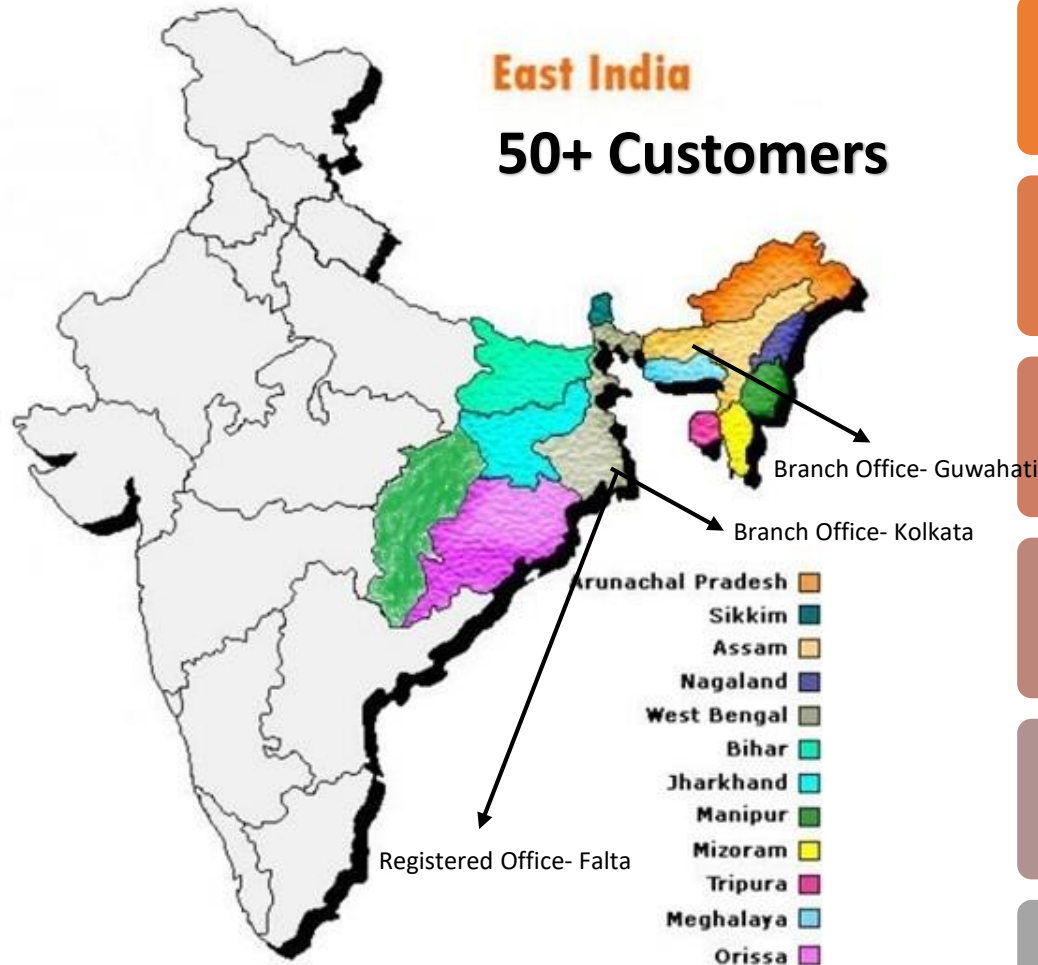 East India
50+ Customers
Branch Office- Guwahati
Branch Office- Kolkata
Arunachal Pradesh
Sikkim
Assam
Nagaland
West Bengal
Bihar
Jharkhand
Manipur
Mizoram
Tripura
Meghalaya
Orissa
Registered Office- Falta